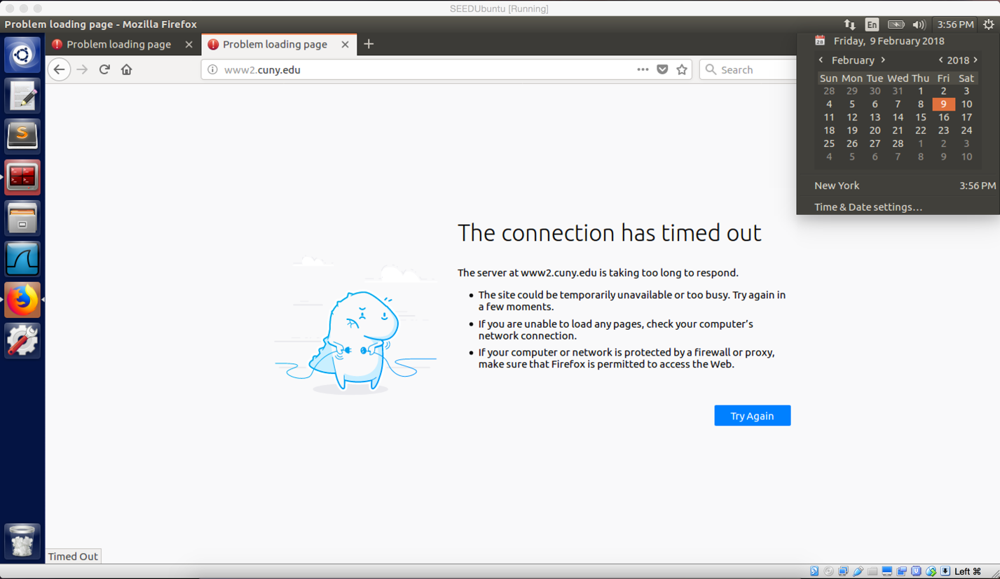 SEEDUbuntu [Running]
Problem loading page - Mozilla Firefox
En
3:56 PM
Problem loading page
Problem loading page
www2.cuny.edu
Search
28
Friday, 9 February 2018
February
2018
Sun Mon Tue Wed Thu Fri Sat
28 29 30 31 1 2 3
4 5 6 7 8 9 10
11 12 13 14 15 16 17
18 19 20 21 22 23 24
25 26 27 28 1 2 3
4 5 6 7 8 9 10
New York 3:56 PM
Time & Date settings...
The connection has timed out
The server at www2.cuny.edu is taking too long to respond.
• The site could be temporarily unavailable or too busy. Try again in
a few moments.
• If you are unable to load any pages, check your computer’s
network connection.
• If your computer or network is protected by a firewall or proxy,
make sure that Firefox is permitted to access the Web.
Try Again
Timed Out
Left ⌘